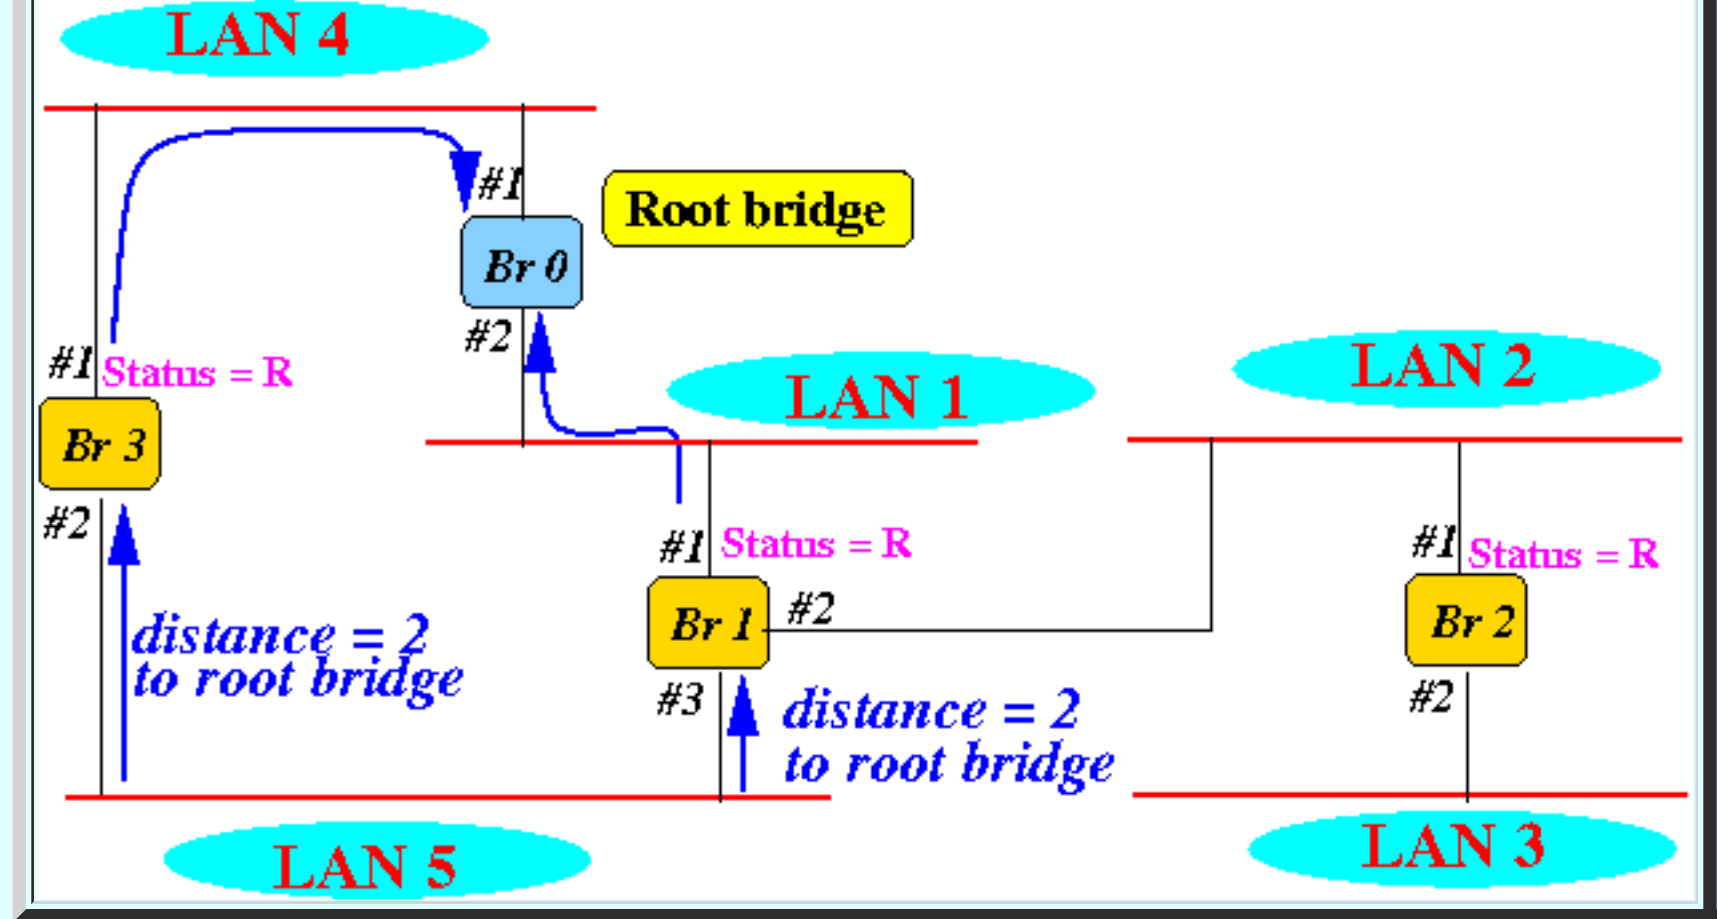 LAN 4
#1
Root bridge
Br 0
#2
#1
Status = R
LAN 1
LAN 2
Br 3
#2
#1
Status = R
#1
Status = R
Br 1
#2
Br 2
distance = 2
to root bridge
#3
distance = 2
to root bridge
#2
LAN 5
LAN 3